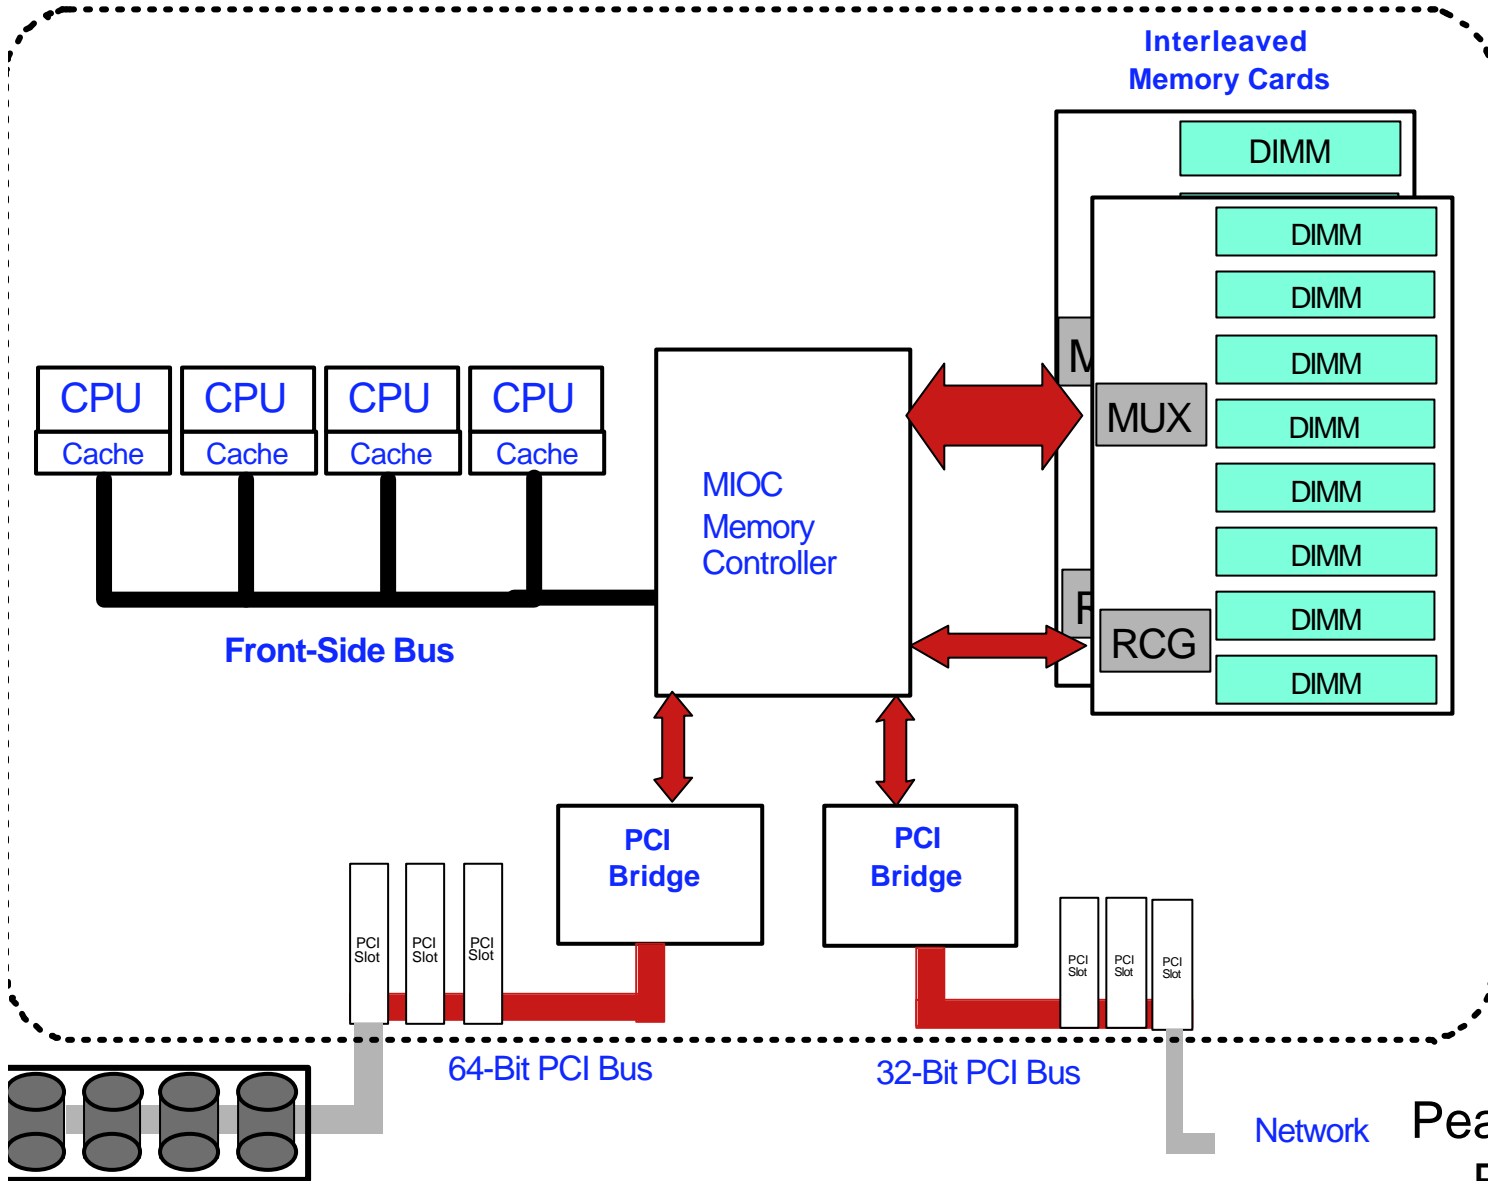 Interleaved
Memory Cards
DIMM
DIMM
DIMM
DIMM
DIMM
DIMM
DIMM
DIMM
DIMM
MUX
RCG
CPU
Cache
CPU
Cache
CPU
Cache
CPU
Cache
MIOC
Memory
Controller
Front-Side Bus
PCI
Bridge
PCI
Bridge
PCI
Slot
PCI
Slot
PCI
Slot
PCI
Slot
PCI
Slot
PCI
Slot
64-Bit PCI Bus
32-Bit PCI Bus
Network